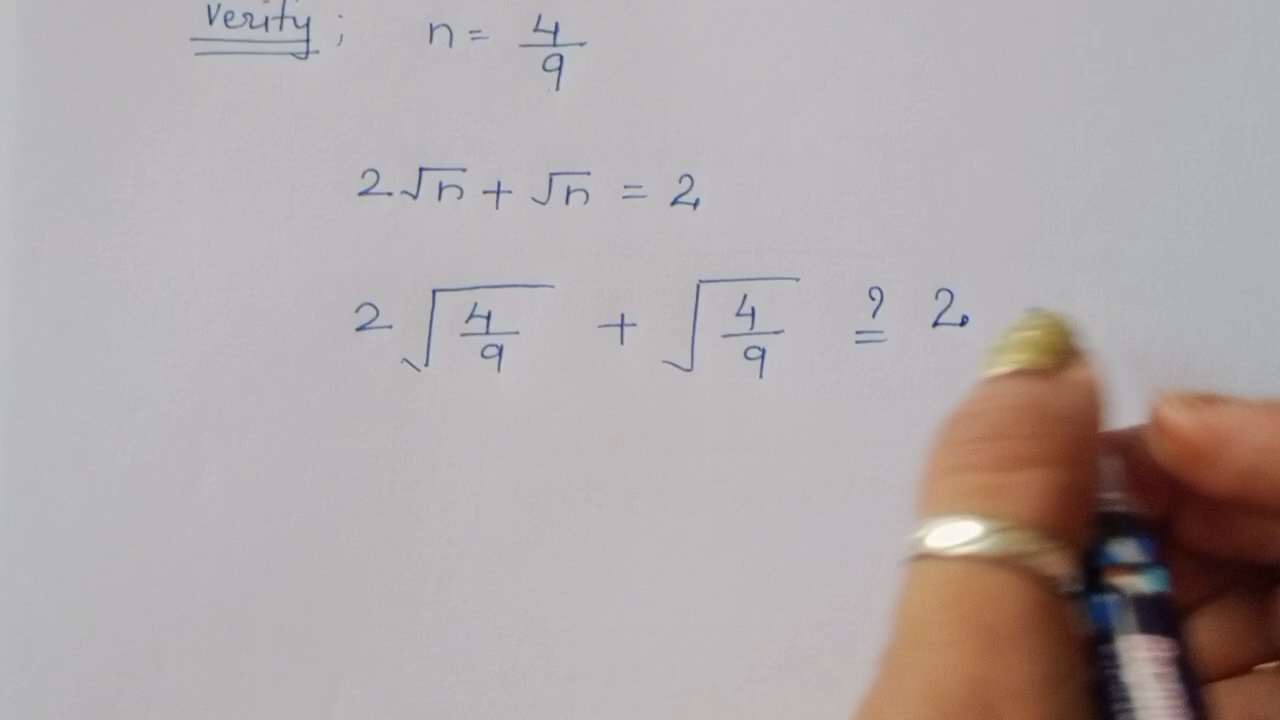 Verify; n = 4/9
2√n + √n = 2
2√(4/9) + √(4/9) ≟ 2